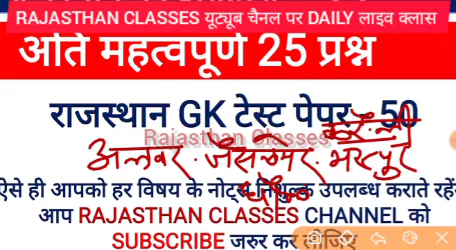 RAJASTHAN CLASSES यूट्यूब चैनल पर DAILY लाइव क्लास
अति महत्वपूर्ण 25 प्रश्न
राजस्थान GK टेस्ट पेपर - 50
Rajasthan Classes
अलवर . जैसलमेर . भरतपुर
ऐसे ही आपको हर विषय के नोट्स निशुल्क उपलब्ध कराते रहें
आप RAJASTHAN CLASSES CHANNEL को
SUBSCRIBE जरुर कर लीजिए